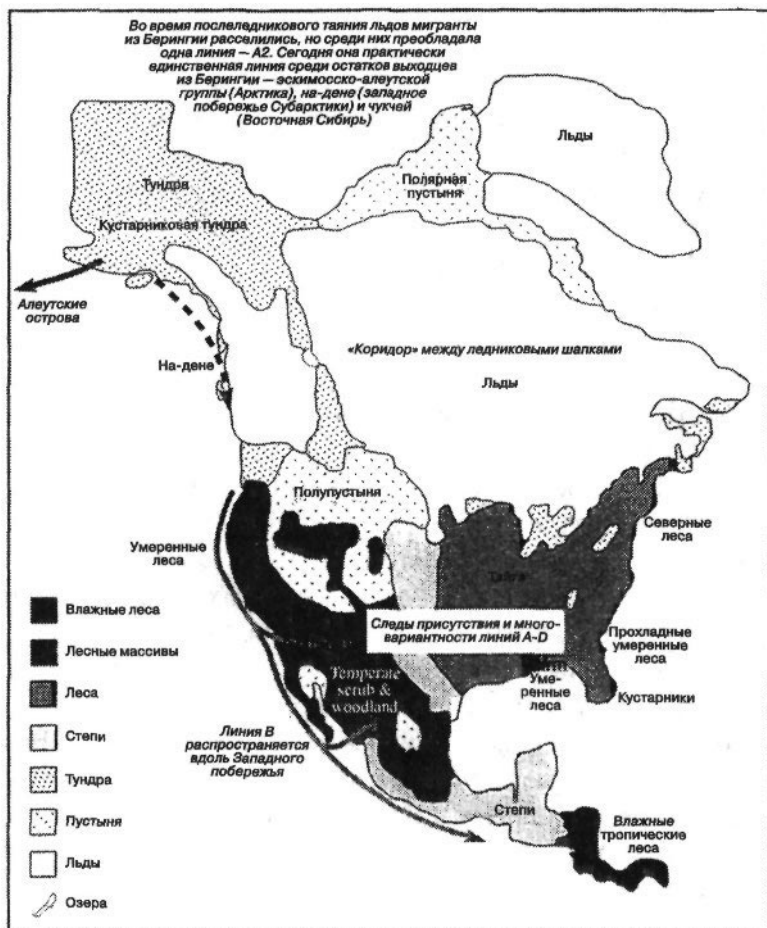 Во время послеледникового таяния льдов мигранты
из Берингии расселились, но среди них преобладала
одна линия — А2. Сегодня она практически
единственная линия среди остатков выходцев
из Берингии — эскимосско-алеутской
группы (Арктика), на-дене (западное
побережье Субарктики) и чукчей
(Восточная Сибирь)
Льды
Тундра
Полярная
пустыня
Кустарниковая тундра
Алеутские
острова
«Коридор» между ледниковыми шапками
На-дене
Льды
Полупустыня
Северные
леса
Умеренные
леса
Тайга
Влажные леса
Следы присутствия и много-
вариантности линий A–D
Прохладные
умеренные
леса
Лесные массивы
Temperate
scrub &
woodland
Уме-
ренные
леса
Кустарники
Леса
Степи
Линия В
распространяется
вдоль Западного
побережья
Тундра
Степи
Пустыня
Влажные
тропические
леса
Льды
Озера